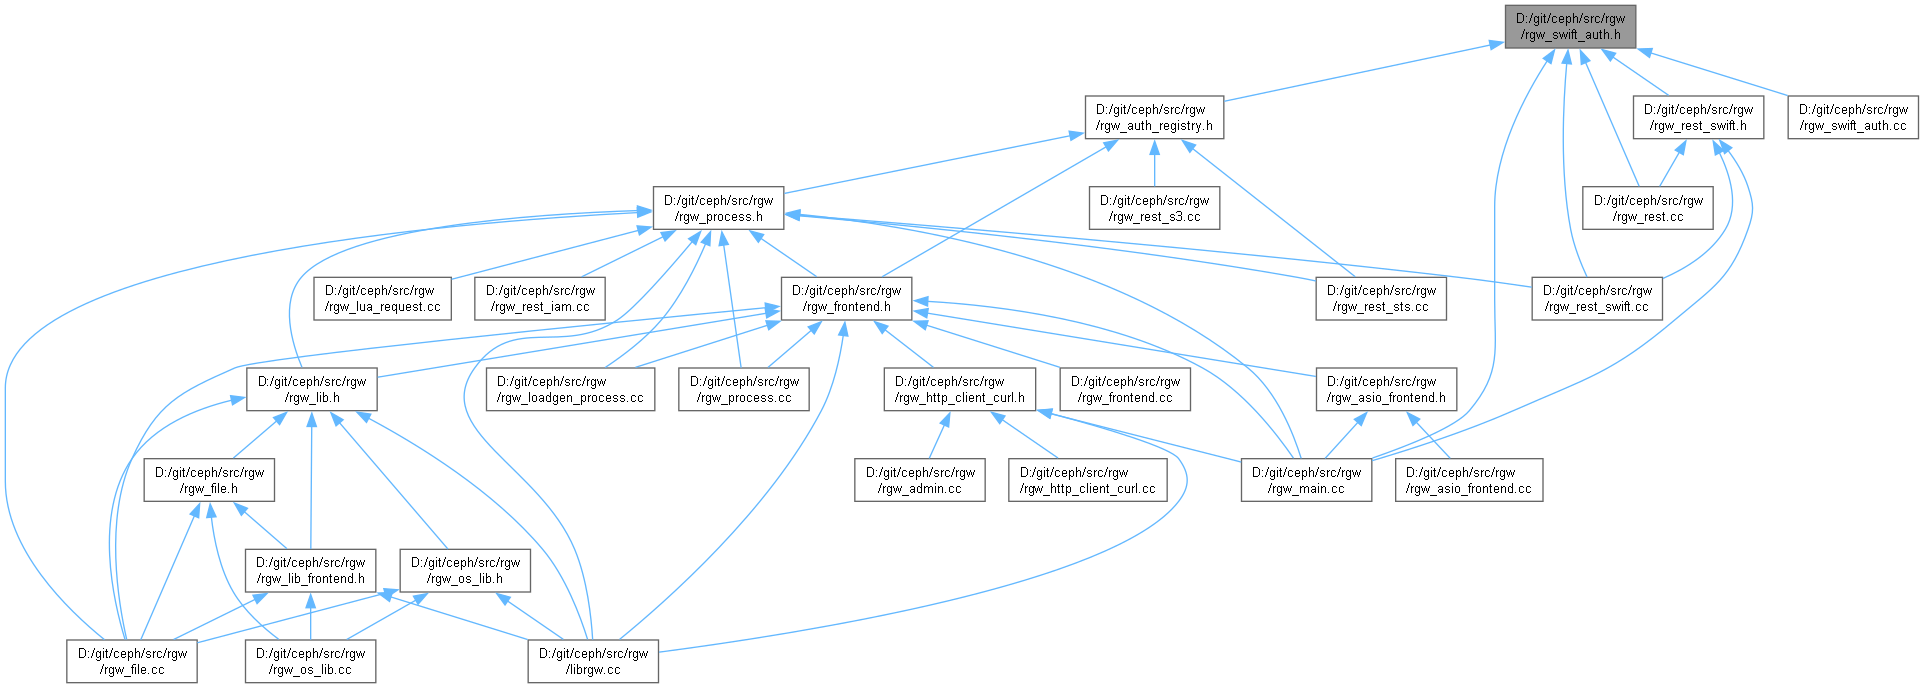 D:/git/ceph/src/rgw
/rgw_swift_auth.h
D:/git/ceph/src/rgw
/rgw_auth_registry.h
D:/git/ceph/src/rgw
/rgw_rest_swift.h
D:/git/ceph/src/rgw
/rgw_swift_auth.cc
D:/git/ceph/src/rgw
/rgw_process.h
D:/git/ceph/src/rgw
/rgw_rest_s3.cc
D:/git/ceph/src/rgw
/rgw_rest.cc
D:/git/ceph/src/rgw
/rgw_lua_request.cc
D:/git/ceph/src/rgw
/rgw_rest_iam.cc
D:/git/ceph/src/rgw
/rgw_frontend.h
D:/git/ceph/src/rgw
/rgw_rest_sts.cc
D:/git/ceph/src/rgw
/rgw_rest_swift.cc
D:/git/ceph/src/rgw
/rgw_lib.h
D:/git/ceph/src/rgw
/rgw_loadgen_process.cc
D:/git/ceph/src/rgw
/rgw_process.cc
D:/git/ceph/src/rgw
/rgw_http_client_curl.h
D:/git/ceph/src/rgw
/rgw_frontend.cc
D:/git/ceph/src/rgw
/rgw_asio_frontend.h
D:/git/ceph/src/rgw
/rgw_file.h
D:/git/ceph/src/rgw
/rgw_admin.cc
D:/git/ceph/src/rgw
/rgw_http_client_curl.cc
D:/git/ceph/src/rgw
/rgw_main.cc
D:/git/ceph/src/rgw
/rgw_asio_frontend.cc
D:/git/ceph/src/rgw
/rgw_lib_frontend.h
D:/git/ceph/src/rgw
/rgw_os_lib.h
D:/git/ceph/src/rgw
/rgw_file.cc
D:/git/ceph/src/rgw
/rgw_os_lib.cc
D:/git/ceph/src/rgw
/librgw.cc